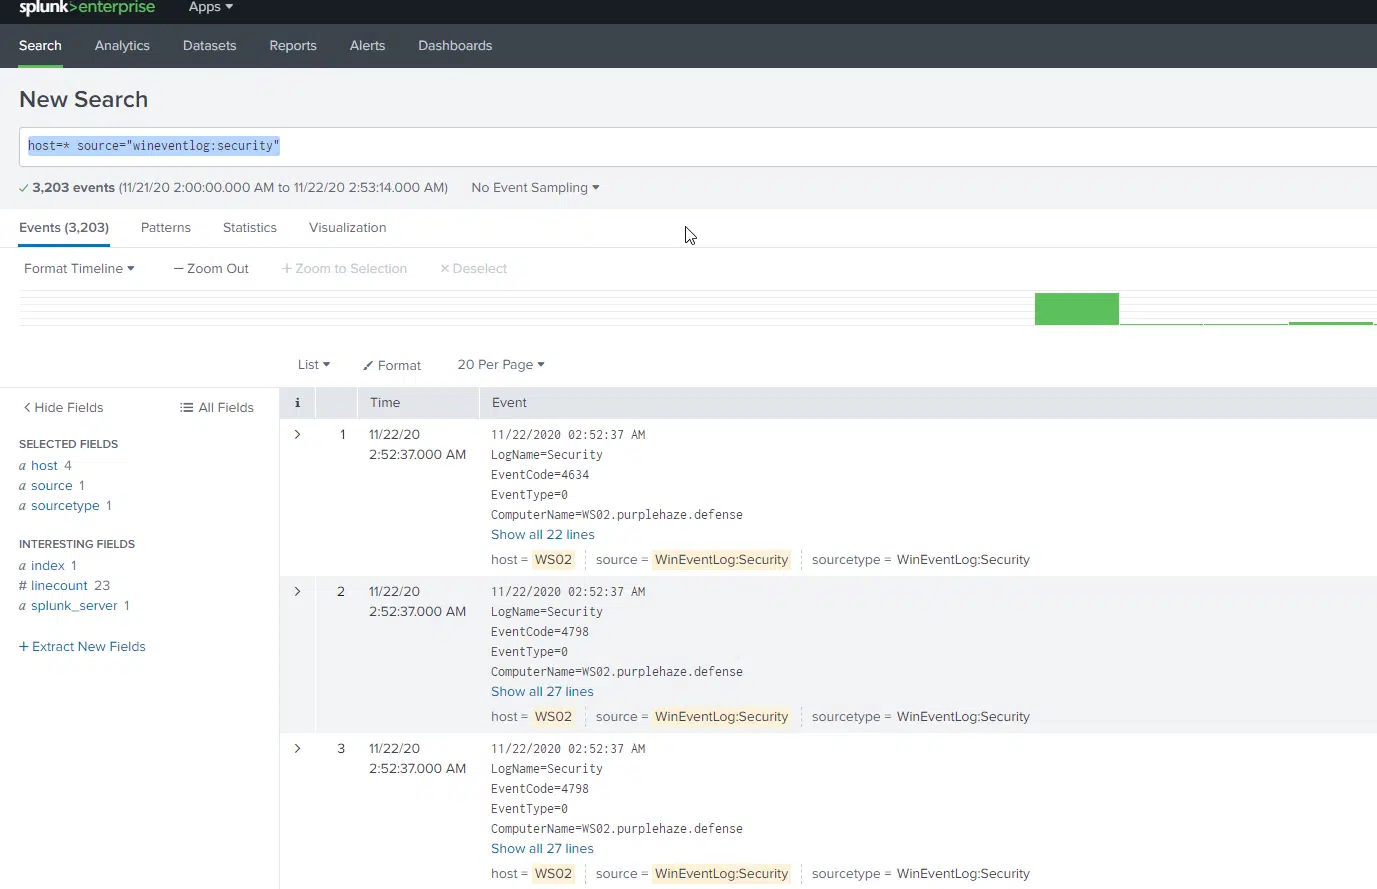 splunk>enterprise Apps
Search Analytics Datasets Reports Alerts Dashboards
New Search
host=* source="wineventlog:security"
3,203 events (11/21/20 2:00:00.000 AM to 11/22/20 2:53:14.000 AM) No Event Sampling
Events (3,203) Patterns Statistics Visualization
Format Timeline — Zoom Out + Zoom to Selection × Deselect
List Format 20 Per Page
< Hide Fields All Fields
i Time Event
SELECTED FIELDS
a host 4
a source 1
a sourcetype 1
INTERESTING FIELDS
a index 1
# linecount 23
a splunk_server 1
+ Extract New Fields
> 1 11/22/20
2:52:37.000 AM
11/22/2020 02:52:37 AM
LogName=Security
EventCode=4634
EventType=0
ComputerName=WS02.purplehaze.defense
Show all 22 lines
host = WS02 source = WinEventLog:Security sourcetype = WinEventLog:Security
> 2 11/22/20
2:52:37.000 AM
11/22/2020 02:52:37 AM
LogName=Security
EventCode=4798
EventType=0
ComputerName=WS02.purplehaze.defense
Show all 27 lines
host = WS02 source = WinEventLog:Security sourcetype = WinEventLog:Security
> 3 11/22/20
2:52:37.000 AM
11/22/2020 02:52:37 AM
LogName=Security
EventCode=4798
EventType=0
ComputerName=WS02.purplehaze.defense
Show all 27 lines
host = WS02 source = WinEventLog:Security sourcetype = WinEventLog:Security